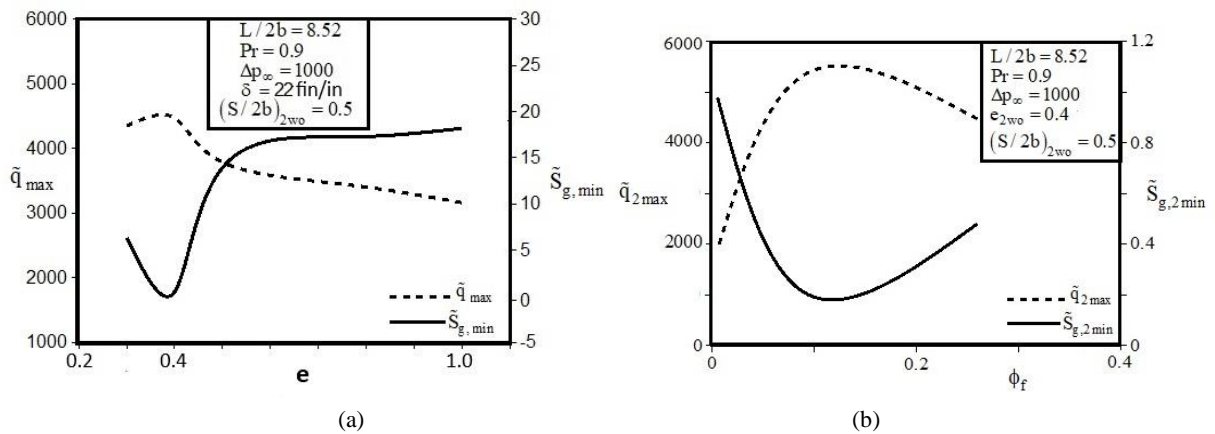 6000
5000
4000
q̃ max
3000
2000
1000
30
25
20
15
S̃ g, min
10
5
0
-5
L / 2b = 8.52
Pr = 0.9
Δp∞ = 1000
δ = 22 fin/in
(S / 2b)2wo = 0.5
q̃ max
S̃ g, min
0.2
0.4
1.0
e
(a)
6000
4000
q̃ 2max
2000
0
1.2
1
0.8
S̃ g,2min
0.4
0
L / 2b = 8.52
Pr = 0.9
Δp∞ = 1000
e2wo = 0.4
(S / 2b)2wo = 0.5
q̃ 2max
S̃ g,2min
0
0.2
0.4
ϕf
(b)